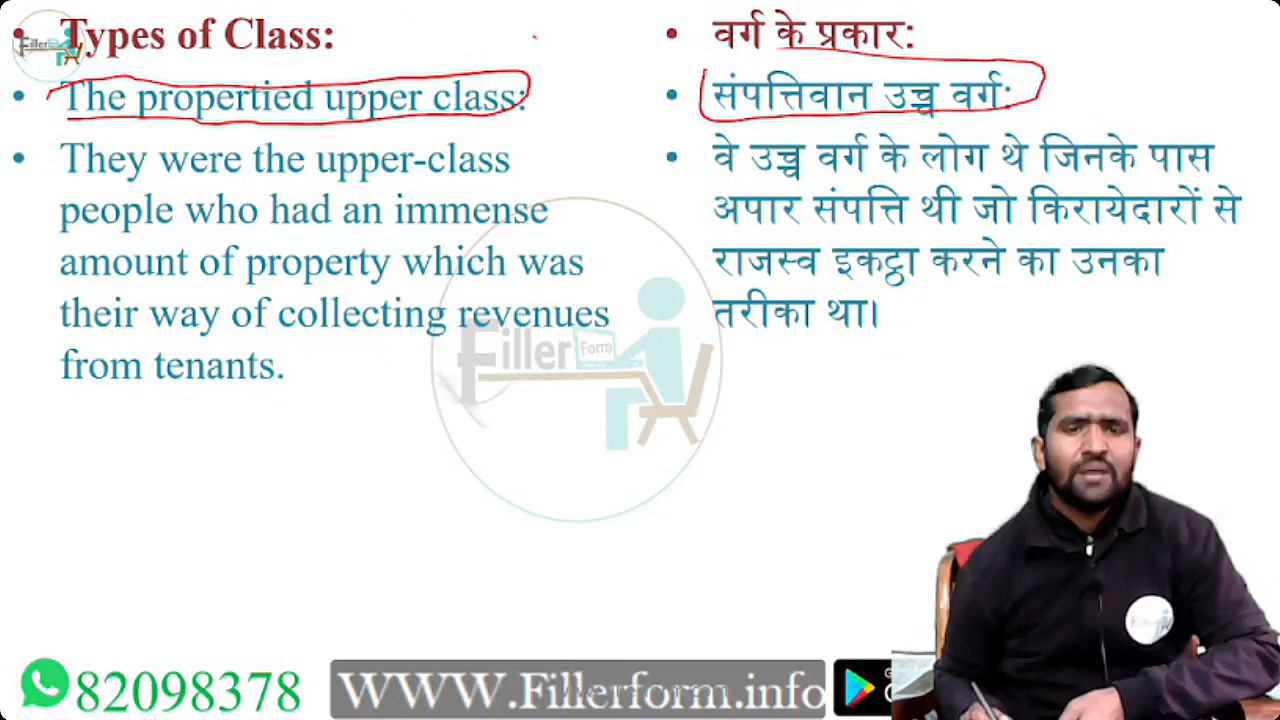 Types of Class:
The propertied upper class:
They were the upper-class
people who had an immense
amount of property which was
their way of collecting revenues
from tenants.
वर्ग के प्रकार:
संपत्तिवान उच्च वर्ग:
वे उच्च वर्ग के लोग थे जिनके पास
अपार संपत्ति थी जो किरायेदारों से
राजस्व इकट्ठा करने का उनका
तरीका था।
Filler Form
82098378
WWW.Fillerform.info